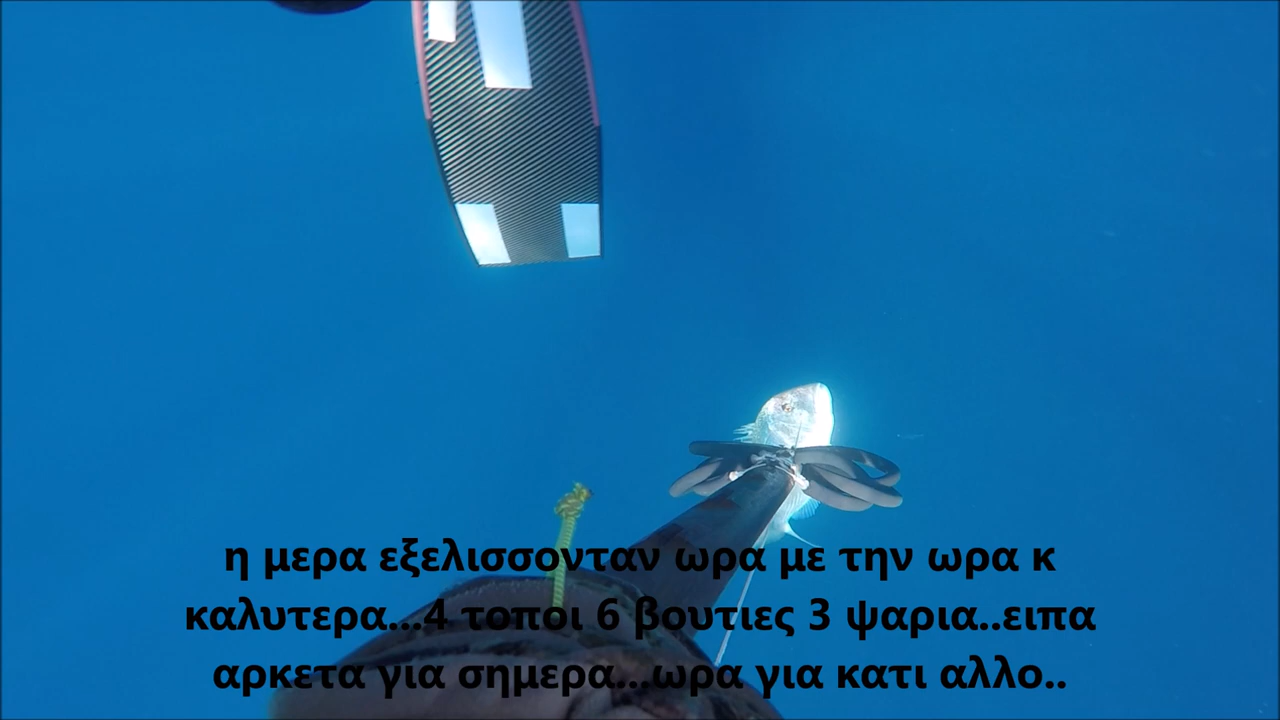 η μερα εξελισσονταν ωρα με την ωρα κ
καλυτερα...4 τοποι 6 βουτιες 3 ψαρια..ειπα
αρκετα για σημερα...ωρα για κατι αλλο..